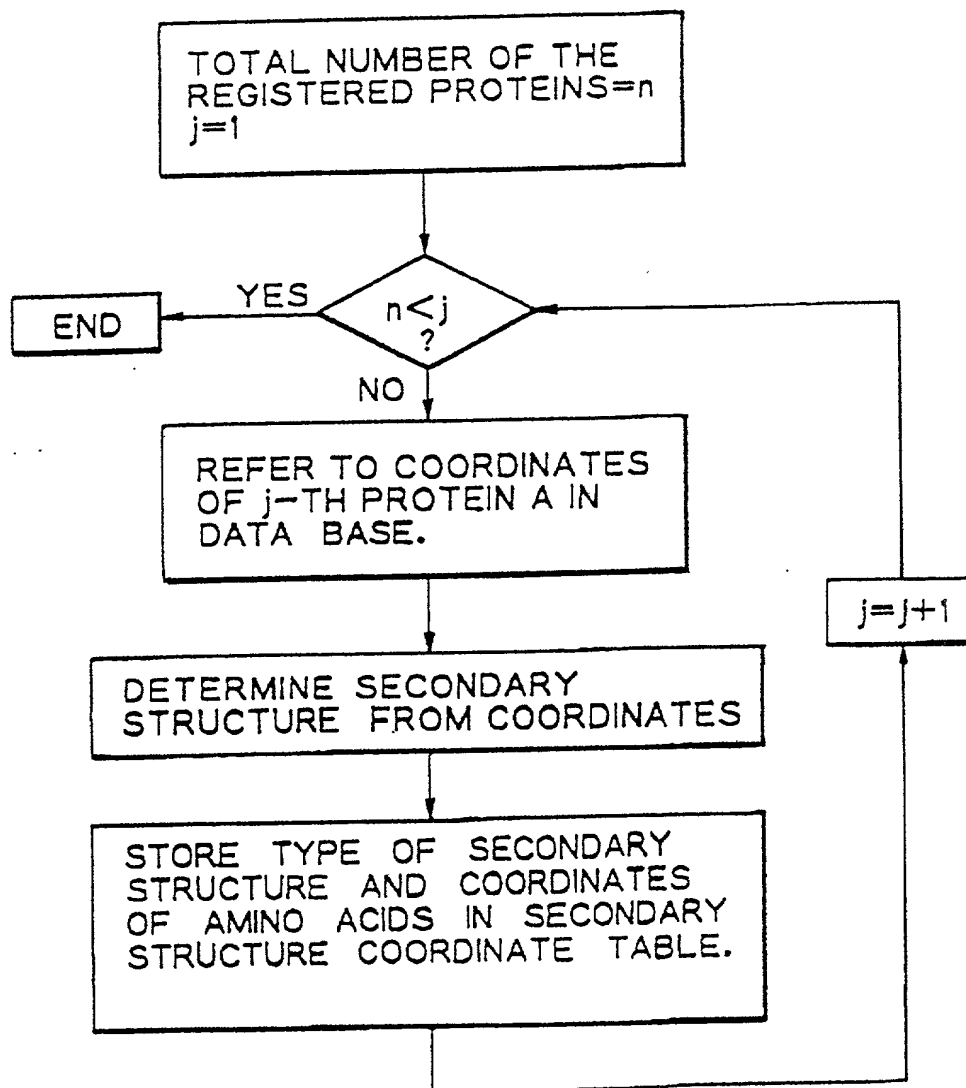 TOTAL NUMBER OF THE
REGISTERED PROTEINS=n
j=1
n<j
?
YES
END
NO
REFER TO COORDINATES
OF j-TH PROTEIN A IN
DATA BASE.
j=j+1
DETERMINE SECONDARY
STRUCTURE FROM COORDINATES
STORE TYPE OF SECONDARY
STRUCTURE AND COORDINATES
OF AMINO ACIDS IN SECONDARY
STRUCTURE COORDINATE TABLE.